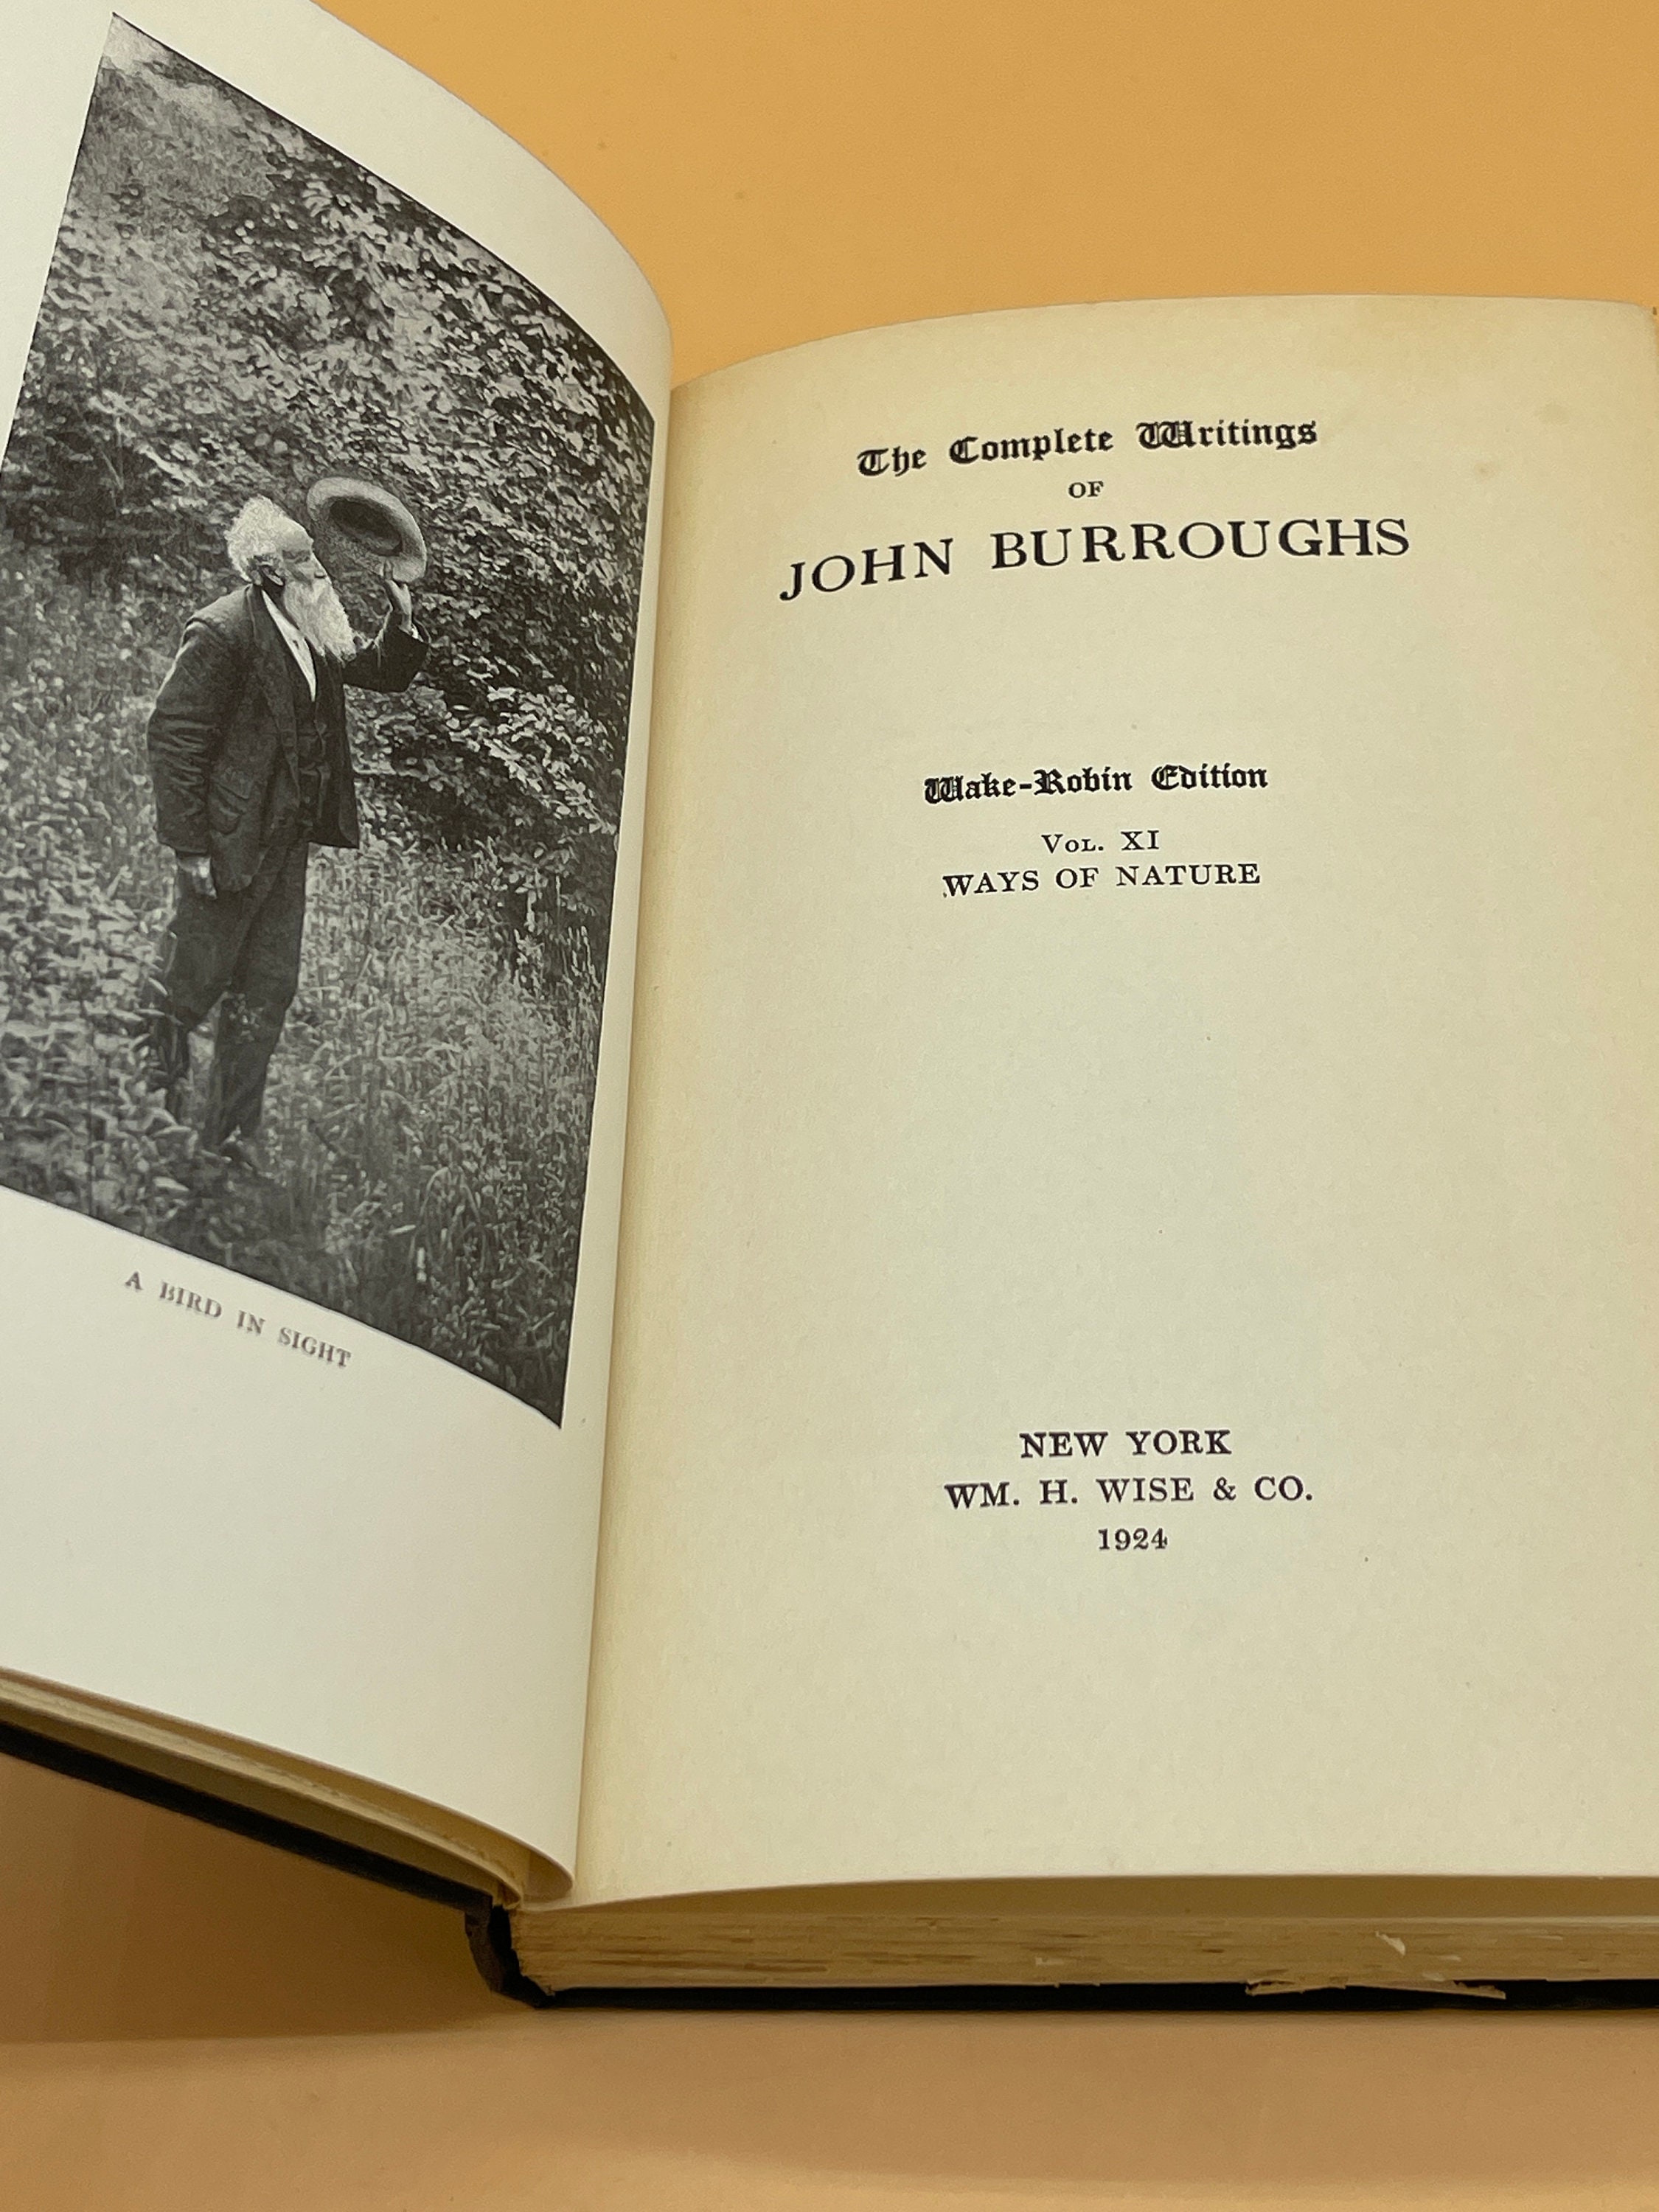 A BIRD IN SIGHT
The Complete Writings
OF
JOHN BURROUGHS
Wake-Robin Edition
VOL. XI
WAYS OF NATURE
NEW YORK
WM. H. WISE & CO.
1924